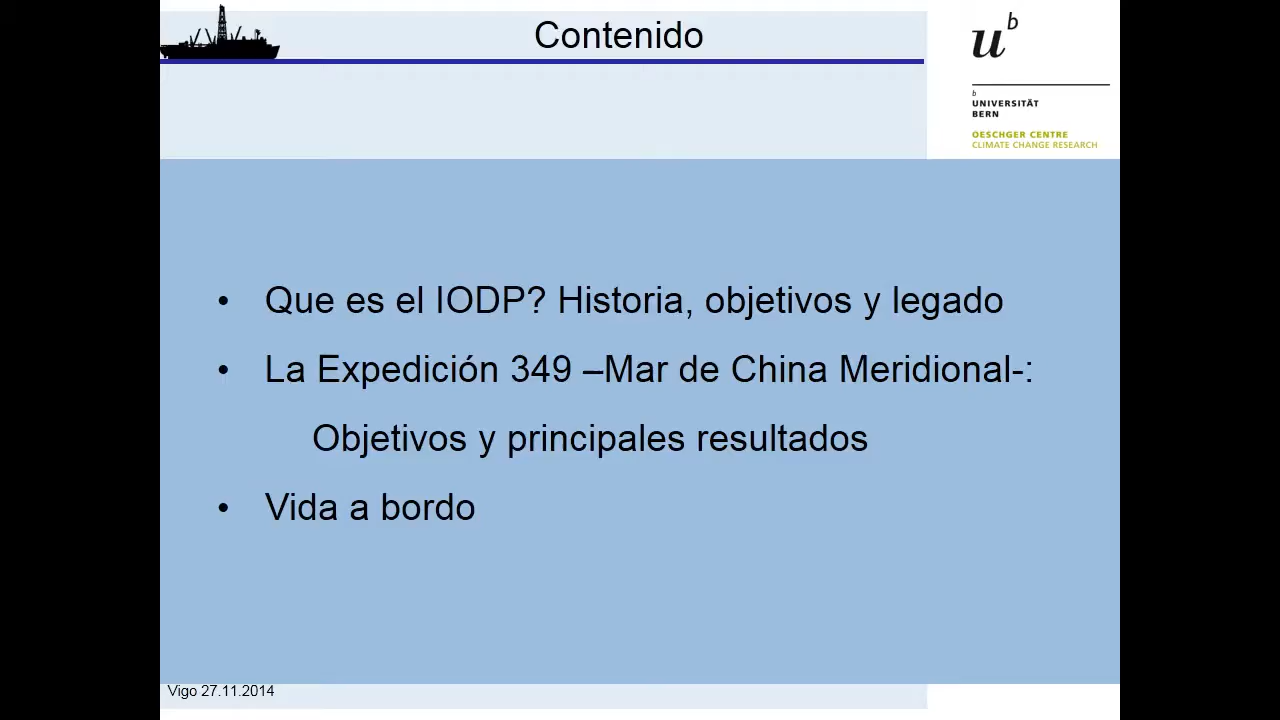 Contenido
u b
b
UNIVERSITÄT
BERN
OESCHGER CENTRE
CLIMATE CHANGE RESEARCH
• Que es el IODP? Historia, objetivos y legado
• La Expedición 349 –Mar de China Meridional-:
Objetivos y principales resultados
• Vida a bordo
Vigo 27.11.2014